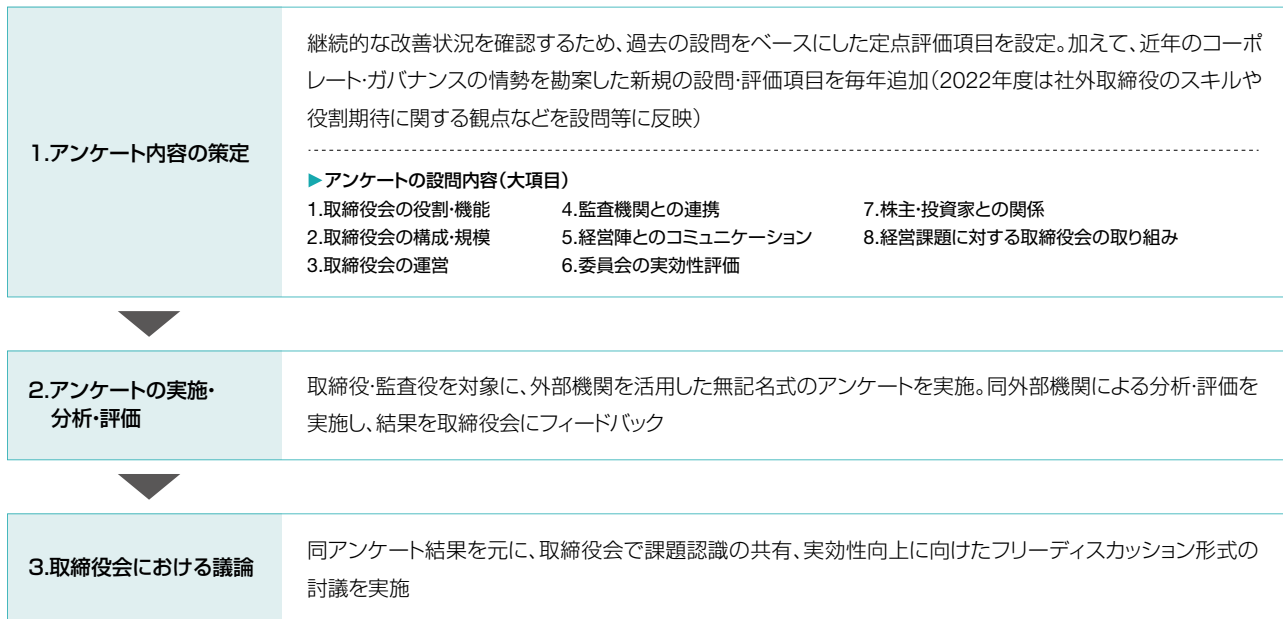 1.アンケート内容の策定
継続的な改善状況を確認するため、過去の設問をベースにした定点評価項目を設定。加えて、近年のコーポ
レート・ガバナンスの情勢を勘案した新規の設問・評価項目を毎年追加（2022年度は社外取締役のスキルや
役割期待に関する観点などを設問等に反映）
▶アンケートの設問内容（大項目）
1.取締役会の役割・機能
2.取締役会の構成・規模
3.取締役会の運営
4.監査機関との連携
5.経営陣とのコミュニケーション
6.委員会の実効性評価
7.株主・投資家との関係
8.経営課題に対する取締役会の取り組み
2.アンケートの実施・
分析・評価
取締役・監査役を対象に、外部機関を活用した無記名式のアンケートを実施。同外部機関による分析・評価を
実施し、結果を取締役会にフィードバック
3.取締役会における議論
同アンケート結果を元に、取締役会で課題認識の共有、実効性向上に向けたフリーディスカッション形式の
討議を実施